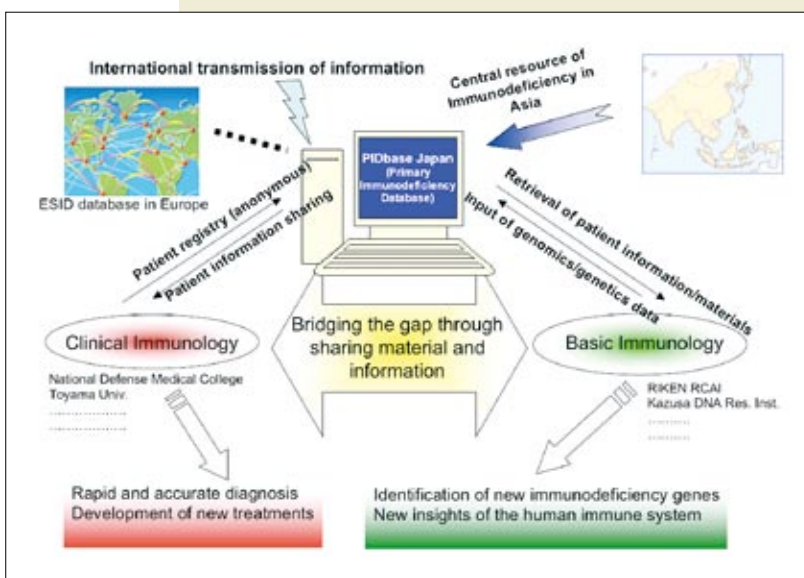 International transmission of information
Central resource of
Immunodeficiency in
Asia
PIDbase Japan
(Primary
Immunodeficiency
Database)
ESID database in Europe
Patient registry (anonymous)
Patient information sharing
Retrieval of patient information/materials
Input of genomics/genetics data
Clinical Immunology
Bridging the gap through
sharing material and
information
Basic Immunology
National Defense Medical College
Toyama Univ.
.....................
.....................
RIKEN RCAI
Kazusa DNA Res. Inst.
............
............
Rapid and accurate diagnosis
Development of new treatments
Identification of new immunodeficiency genes
New insights of the human immune system